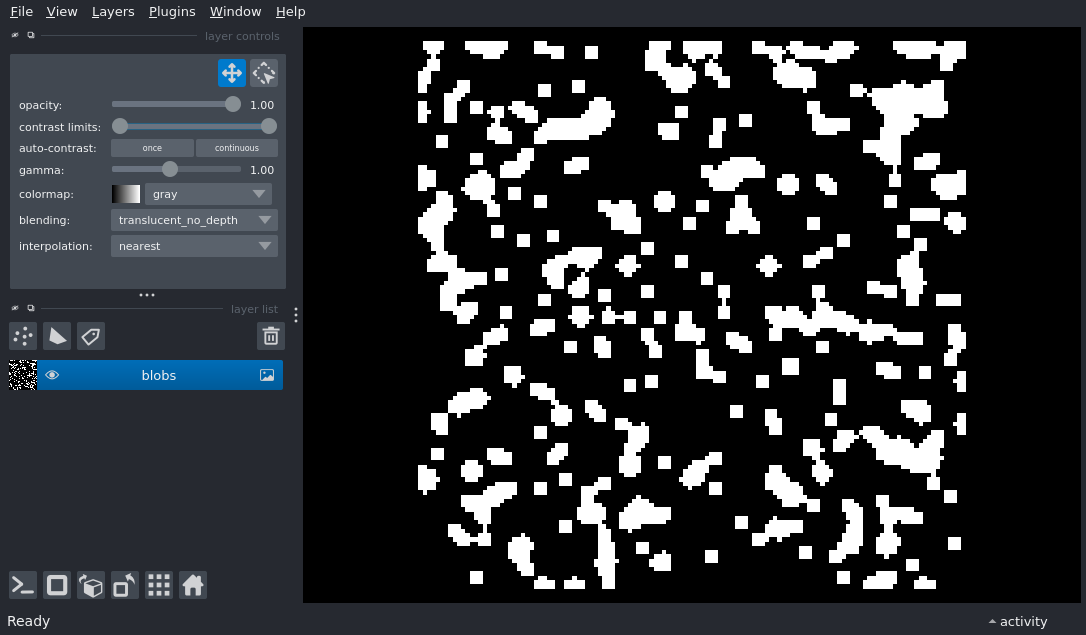 File View Layers Plugins Window Help
layer controls
opacity: 1.00
contrast limits:
auto-contrast: once continuous
gamma: 1.00
colormap: gray
blending: translucent_no_depth
interpolation: nearest
layer list
blobs
Ready activity